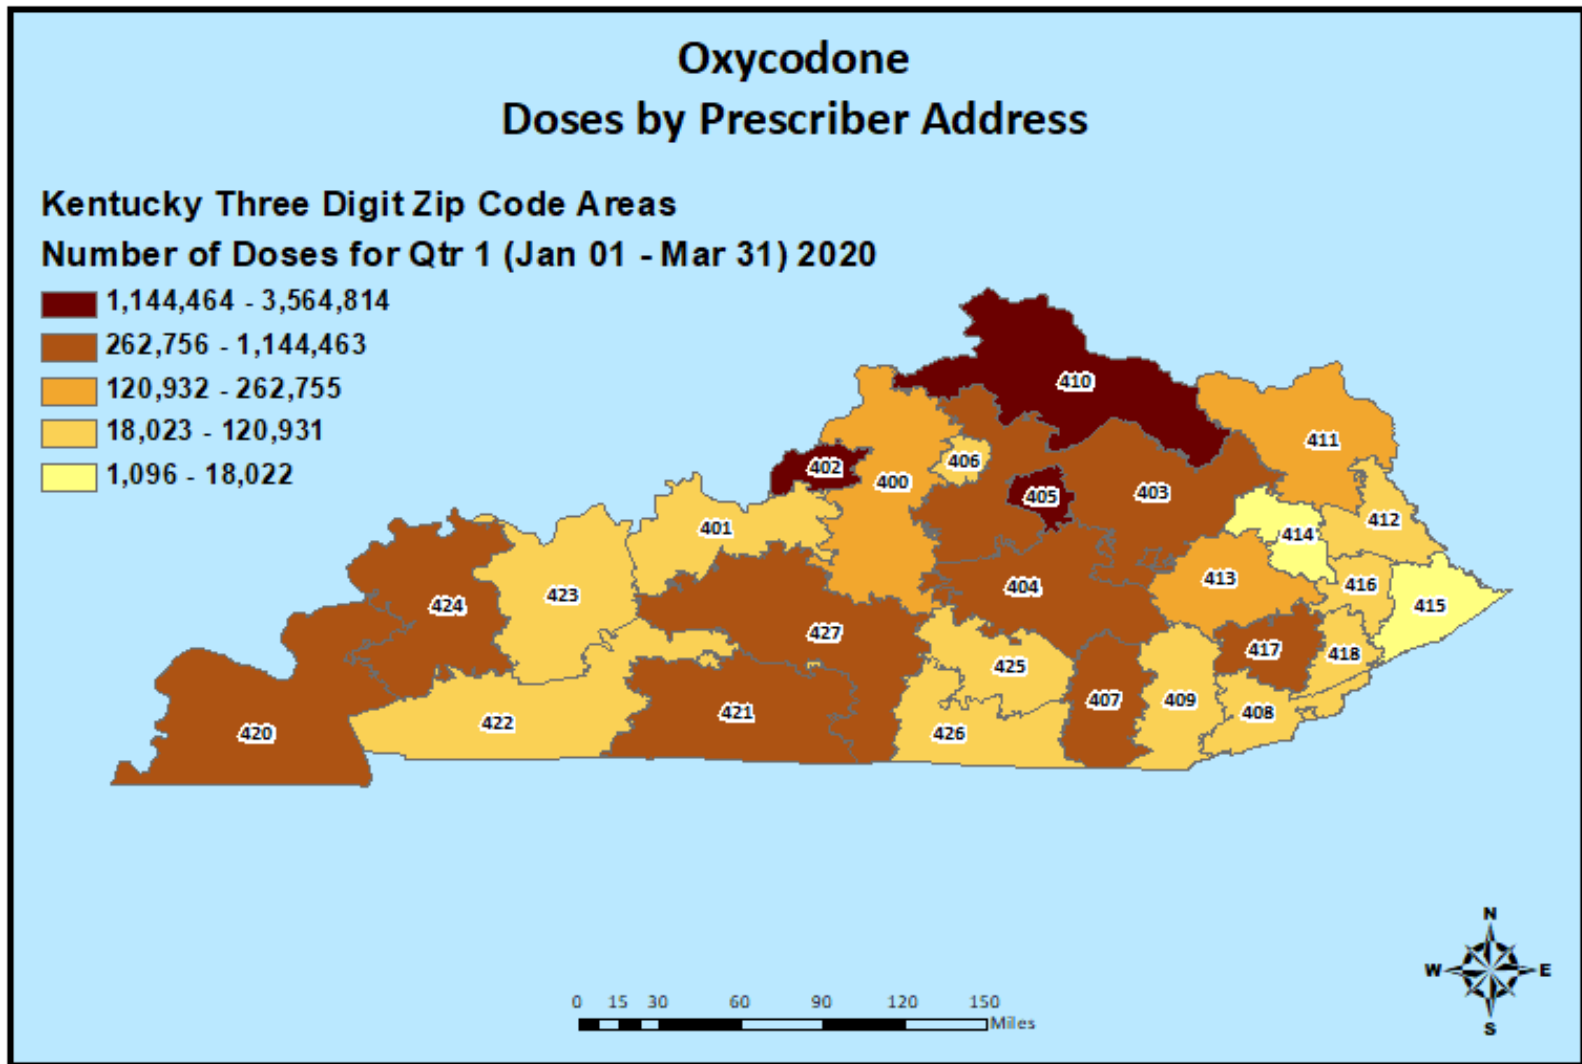 Oxycodone
Doses by Prescriber Address
Kentucky Three Digit Zip Code Areas
Number of Doses for Qtr 1 (Jan 01 - Mar 31) 2020
1,144,464 - 3,564,814
262,756 - 1,144,463
120,932 - 262,755
18,023 - 120,931
1,096 - 18,022
410
411
402
406
400
405
403
412
401
414
413
416
404
423
415
424
427
417
418
425
407
409
421
408
422
420
426
N
W E
S
0 15 30 60 90 120 150
Miles